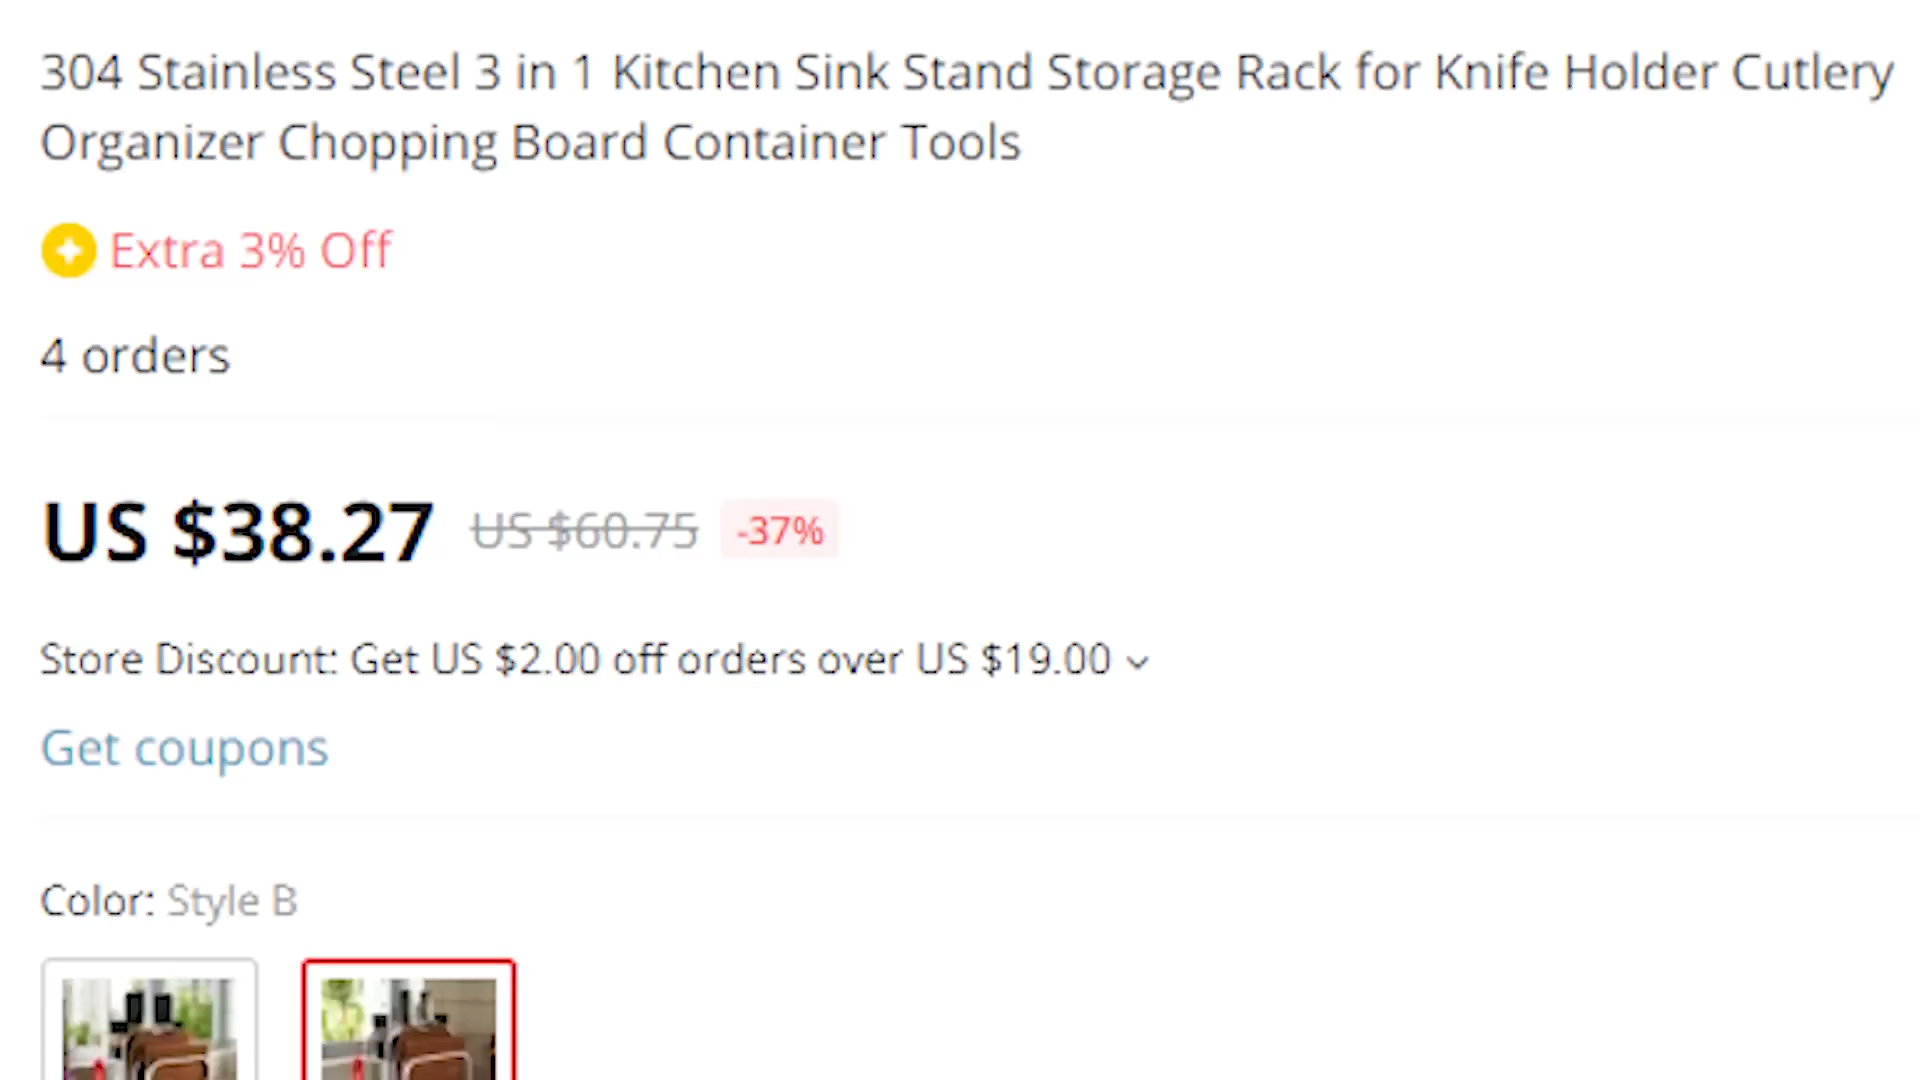 304 Stainless Steel 3 in 1 Kitchen Sink Stand Storage Rack for Knife Holder Cutlery
Organizer Chopping Board Container Tools
Extra 3% Off
4 orders
US $38.27 US $60.75 -37%
Store Discount: Get US $2.00 off orders over US $19.00
Get coupons
Color: Style B